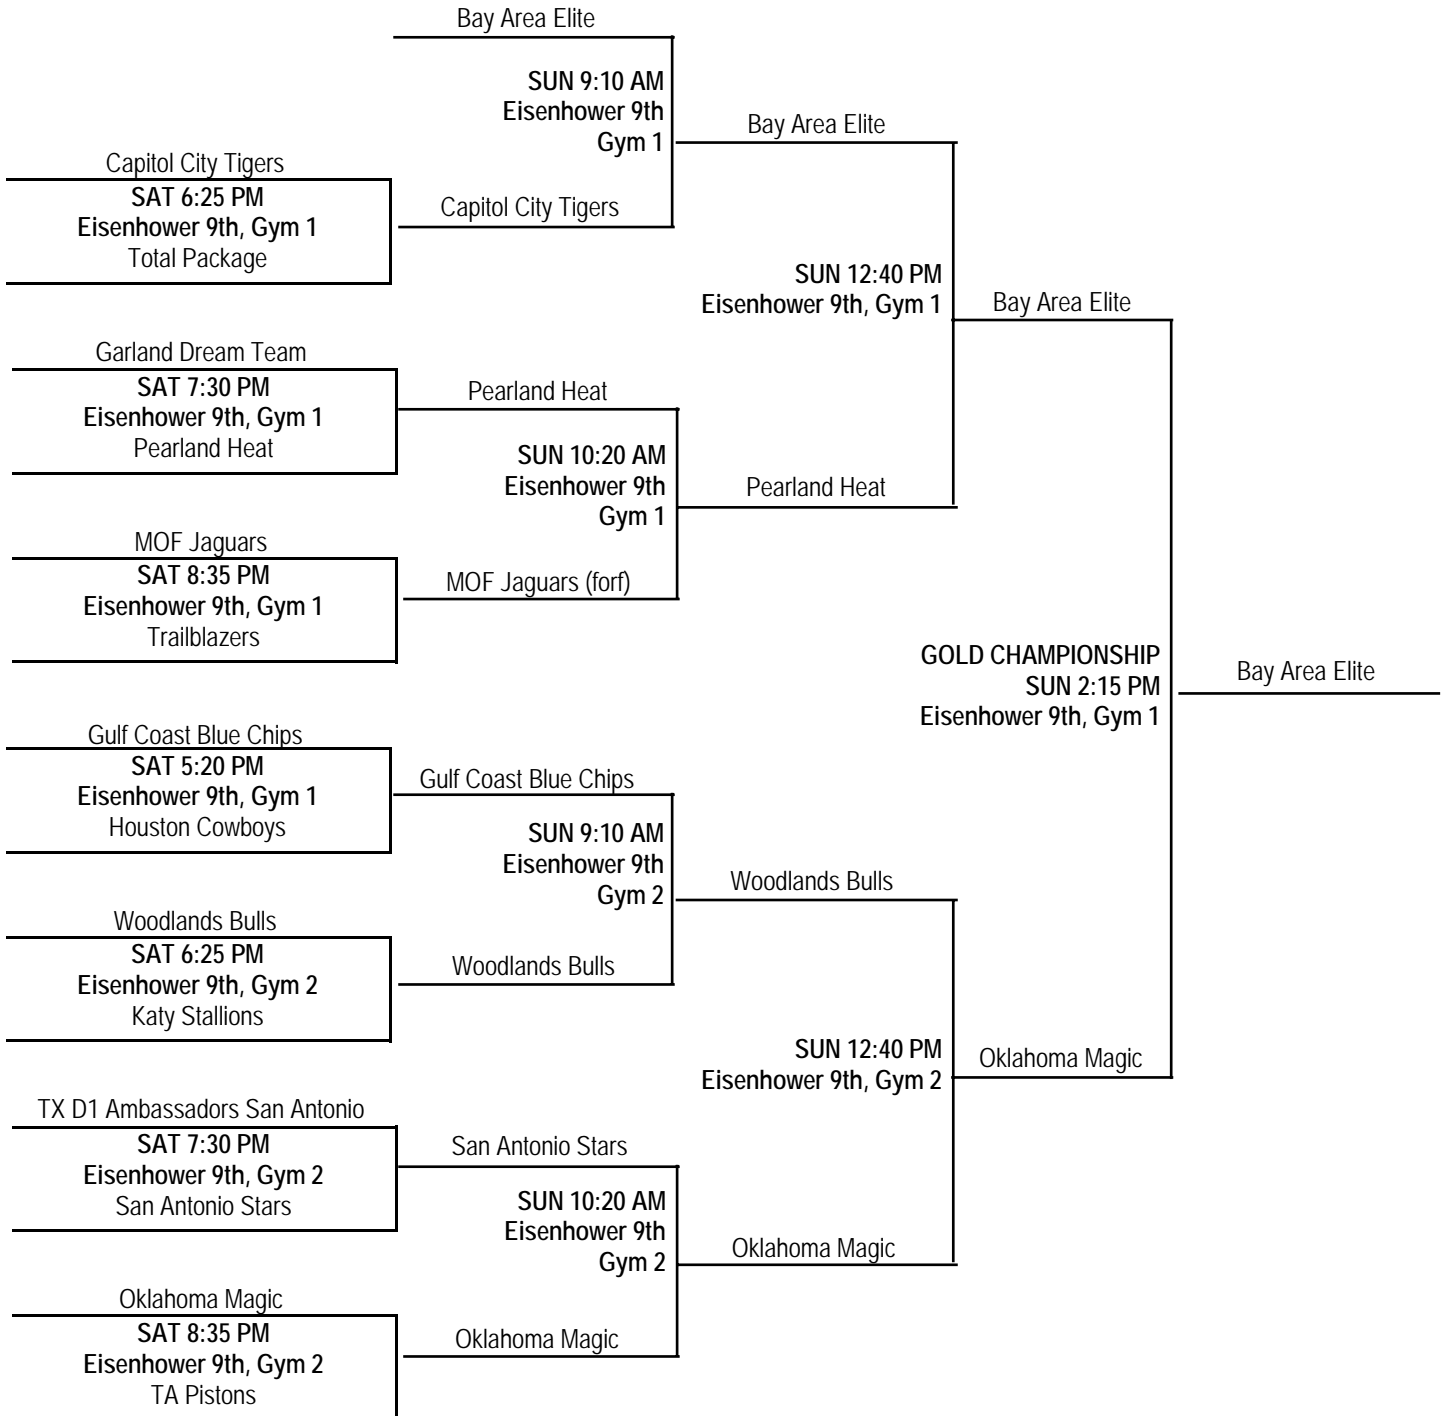 Bay Area Elite
SUN 9:10 AM
Eisenhower 9th
Gym 1
Bay Area Elite
Capitol City Tigers
SAT 6:25 PM
Eisenhower 9th, Gym 1
Total Package
Capitol City Tigers
SUN 12:40 PM
Eisenhower 9th, Gym 1
Bay Area Elite
Garland Dream Team
SAT 7:30 PM
Eisenhower 9th, Gym 1
Pearland Heat
Pearland Heat
SUN 10:20 AM
Eisenhower 9th
Gym 1
Pearland Heat
MOF Jaguars
SAT 8:35 PM
Eisenhower 9th, Gym 1
Trailblazers
MOF Jaguars (forf)
GOLD CHAMPIONSHIP
SUN 2:15 PM
Eisenhower 9th, Gym 1
Bay Area Elite
Gulf Coast Blue Chips
SAT 5:20 PM
Eisenhower 9th, Gym 1
Houston Cowboys
Gulf Coast Blue Chips
SUN 9:10 AM
Eisenhower 9th
Gym 2
Woodlands Bulls
Woodlands Bulls
SAT 6:25 PM
Eisenhower 9th, Gym 2
Katy Stallions
Woodlands Bulls
SUN 12:40 PM
Eisenhower 9th, Gym 2
Oklahoma Magic
TX D1 Ambassadors San Antonio
SAT 7:30 PM
Eisenhower 9th, Gym 2
San Antonio Stars
San Antonio Stars
SUN 10:20 AM
Eisenhower 9th
Gym 2
Oklahoma Magic
Oklahoma Magic
SAT 8:35 PM
Eisenhower 9th, Gym 2
TA Pistons
Oklahoma Magic